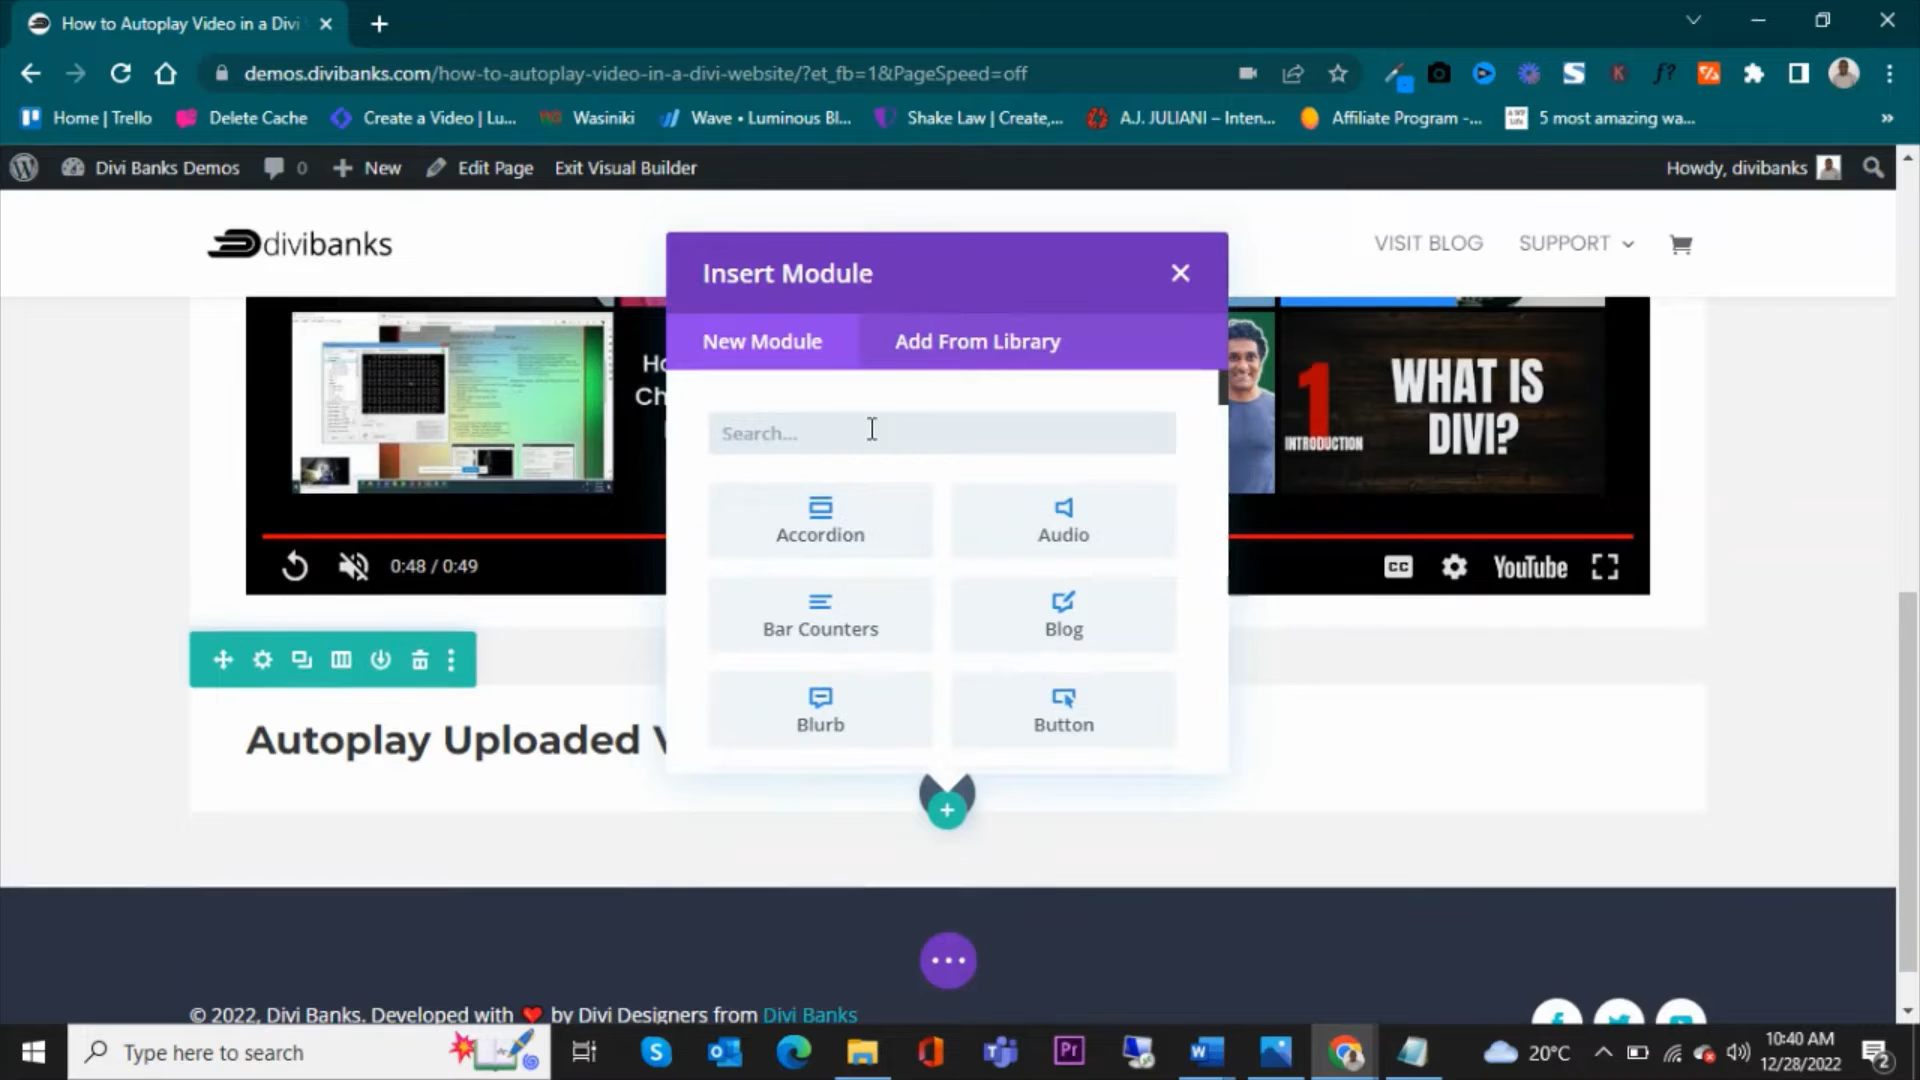 How to Autoplay Video in a Divi
demos.divibanks.com/how-to-autoplay-video-in-a-divi-website/?et_fb=1&PageSpeed=off
Home | Trello Delete Cache Create a Video | Lu... Wasiniki Wave • Luminous Bl... Shake Law | Create,... A.J. JULIANI – Inten... Affiliate Program -... 5 most amazing wa... »
Divi Banks Demos 0 New Edit Page Exit Visual Builder Howdy, divibanks
divibanks VISIT BLOG SUPPORT
Insert Module
New Module Add From Library
Search...
Accordion Audio
Bar Counters Blog
Blurb Button
Ho
Ch
1
INTRODUCTION
WHAT IS
DIVI?
0:48 / 0:49 CC YouTube
Autoplay Uploaded V
© 2022, Divi Banks. Developed with ❤ by Divi Designers from Divi Banks
Type here to search Pr 20°C 10:40 AM
12/28/2022
2